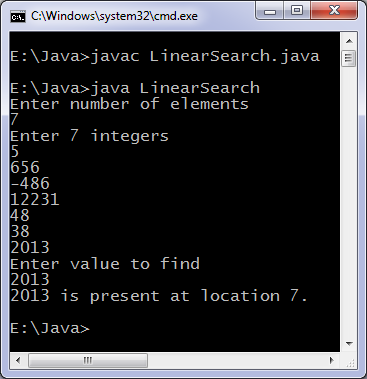 C:\Windows\system32\cmd.exe
E:\Java>javac LinearSearch.java
E:\Java>java LinearSearch
Enter number of elements
7
Enter 7 integers
5
656
-486
12231
48
38
2013
Enter value to find
2013
2013 is present at location 7.
E:\Java>